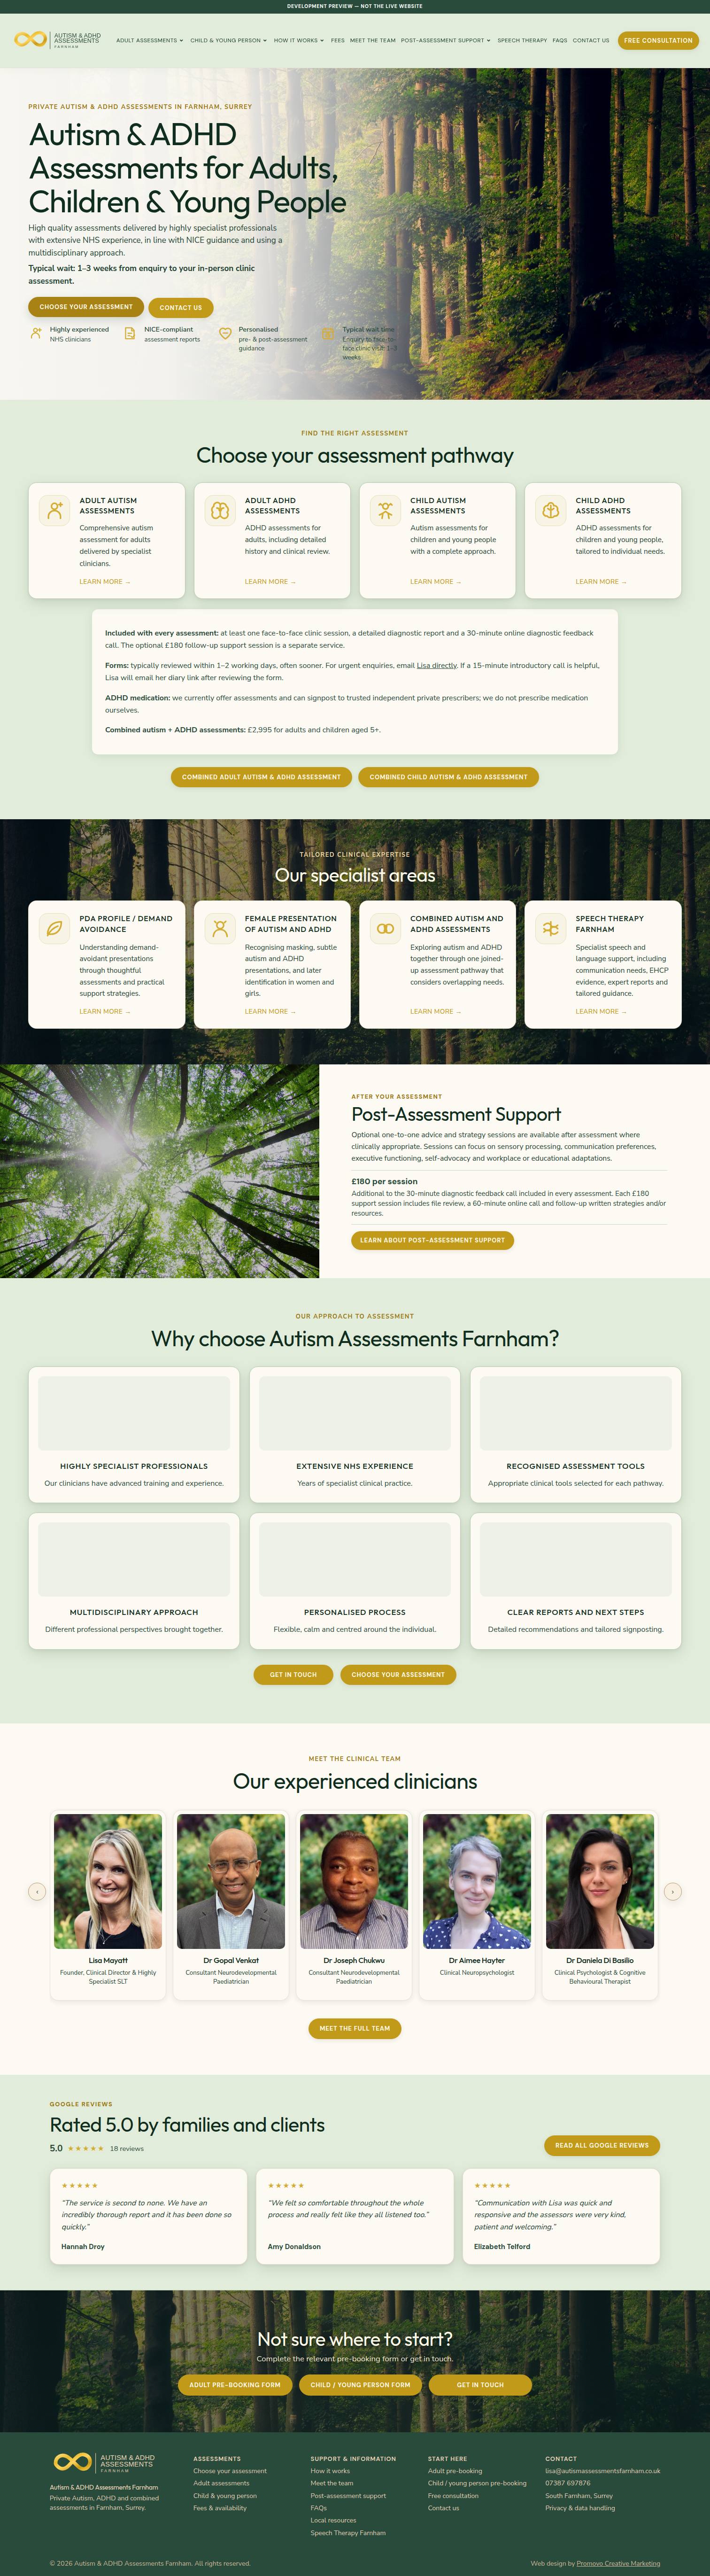 DEVELOPMENT PREVIEW — NOT THE LIVE WEBSITE
AUTISM & ADHD
ASSESSMENTS
FARNHAM
ADULT ASSESSMENTS
CHILD & YOUNG PERSON
HOW IT WORKS
FEES
MEET THE TEAM
POST-ASSESSMENT SUPPORT
SPEECH THERAPY
FAQS
CONTACT US
FREE CONSULTATION
PRIVATE AUTISM & ADHD ASSESSMENTS IN FARNHAM, SURREY
Autism & ADHD
Assessments for Adults,
Children & Young People
High quality assessments delivered by highly specialist professionals
with extensive NHS experience, in line with NICE guidance and using a
multidisciplinary approach.
Typical wait: 1–3 weeks from enquiry to your in-person clinic
assessment.
CHOOSE YOUR ASSESSMENT
CONTACT US
Highly experienced
NHS clinicians
NICE-compliant
assessment reports
Personalised
pre- & post-assessment
guidance
Typical wait time
Enquiry to face-to-
face clinic visit: 1–3
weeks
FIND THE RIGHT ASSESSMENT
Choose your assessment pathway
ADULT AUTISM
ASSESSMENTS
Comprehensive autism
assessment for adults
delivered by specialist
clinicians.
LEARN MORE →
ADULT ADHD
ASSESSMENTS
ADHD assessments for
adults, including detailed
history and clinical review.
LEARN MORE →
CHILD AUTISM
ASSESSMENTS
Autism assessments for
children and young people
with a complete approach.
LEARN MORE →
CHILD ADHD
ASSESSMENTS
ADHD assessments for
children and young people,
tailored to individual needs.
LEARN MORE →
Included with every assessment: at least one face-to-face clinic session, a detailed diagnostic report and a 30-minute online diagnostic feedback
call. The optional £180 follow-up support session is a separate service.
Forms: typically reviewed within 1–2 working days, often sooner. For urgent enquiries, email Lisa directly. If a 15-minute introductory call is helpful,
Lisa will email her diary link after reviewing the form.
ADHD medication: we currently offer assessments and can signpost to trusted independent private prescribers; we do not prescribe medication
ourselves.
Combined autism + ADHD assessments: £2,995 for adults and children aged 5+.
COMBINED ADULT AUTISM & ADHD ASSESSMENT
COMBINED CHILD AUTISM & ADHD ASSESSMENT
TAILORED CLINICAL EXPERTISE
Our specialist areas
PDA PROFILE / DEMAND
AVOIDANCE
Understanding demand-
avoidant presentations
through thoughtful
assessments and practical
support strategies.
LEARN MORE →
FEMALE PRESENTATION
OF AUTISM AND ADHD
Recognising masking, subtle
autism and ADHD
presentations, and later
identification in women and
girls.
LEARN MORE →
COMBINED AUTISM AND
ADHD ASSESSMENTS
Exploring autism and ADHD
together through one joined-
up assessment pathway that
considers overlapping needs.
LEARN MORE →
SPEECH THERAPY
FARNHAM
Specialist speech and
language support, including
communication needs, EHCP
evidence, expert reports and
tailored guidance.
LEARN MORE →
AFTER YOUR ASSESSMENT
Post-Assessment Support
Optional one-to-one advice and strategy sessions are available after assessment where
clinically appropriate. Sessions can focus on sensory processing, communication preferences,
executive functioning, self-advocacy and workplace or educational adaptations.
£180 per session
Additional to the 30-minute diagnostic feedback call included in every assessment. Each £180
support session includes file review, a 60-minute online call and follow-up written strategies and/or
resources.
LEARN ABOUT POST-ASSESSMENT SUPPORT
OUR APPROACH TO ASSESSMENT
Why choose Autism Assessments Farnham?
HIGHLY SPECIALIST PROFESSIONALS
Our clinicians have advanced training and experience.
EXTENSIVE NHS EXPERIENCE
Years of specialist clinical practice.
RECOGNISED ASSESSMENT TOOLS
Appropriate clinical tools selected for each pathway.
MULTIDISCIPLINARY APPROACH
Different professional perspectives brought together.
PERSONALISED PROCESS
Flexible, calm and centred around the individual.
CLEAR REPORTS AND NEXT STEPS
Detailed recommendations and tailored signposting.
GET IN TOUCH
CHOOSE YOUR ASSESSMENT
MEET THE CLINICAL TEAM
Our experienced clinicians
‹
›
Lisa Mayatt
Founder, Clinical Director & Highly
Specialist SLT
Dr Gopal Venkat
Consultant Neurodevelopmental
Paediatrician
Dr Joseph Chukwu
Consultant Neurodevelopmental
Paediatrician
Dr Aimee Hayter
Clinical Neuropsychologist
Dr Daniela Di Basilio
Clinical Psychologist & Cognitive
Behavioural Therapist
MEET THE FULL TEAM
GOOGLE REVIEWS
Rated 5.0 by families and clients
5.0 ★★★★★ 18 reviews
READ ALL GOOGLE REVIEWS
★★★★★
“The service is second to none. We have an
incredibly thorough report and it has been done so
quickly.”
Hannah Droy
★★★★★
“We felt so comfortable throughout the whole
process and really felt like they all listened too.”
Amy Donaldson
★★★★★
“Communication with Lisa was quick and
responsive and the assessors were very kind,
patient and welcoming.”
Elizabeth Telford
Not sure where to start?
Complete the relevant pre-booking form or get in touch.
ADULT PRE-BOOKING FORM
CHILD / YOUNG PERSON FORM
GET IN TOUCH
AUTISM & ADHD
ASSESSMENTS
FARNHAM
Autism & ADHD Assessments Farnham
Private Autism, ADHD and combined
assessments in Farnham, Surrey.
ASSESSMENTS
Choose your assessment
Adult assessments
Child & young person
Fees & availability
SUPPORT & INFORMATION
How it works
Meet the team
Post-assessment support
FAQs
Local resources
Speech Therapy Farnham
START HERE
Adult pre-booking
Child / young person pre-booking
Free consultation
Contact us
CONTACT
lisa@autismassessmentsfarnham.co.uk
07387 697876
South Farnham, Surrey
Privacy & data handling
© 2026 Autism & ADHD Assessments Farnham. All rights reserved.
Web design by Promovo Creative Marketing